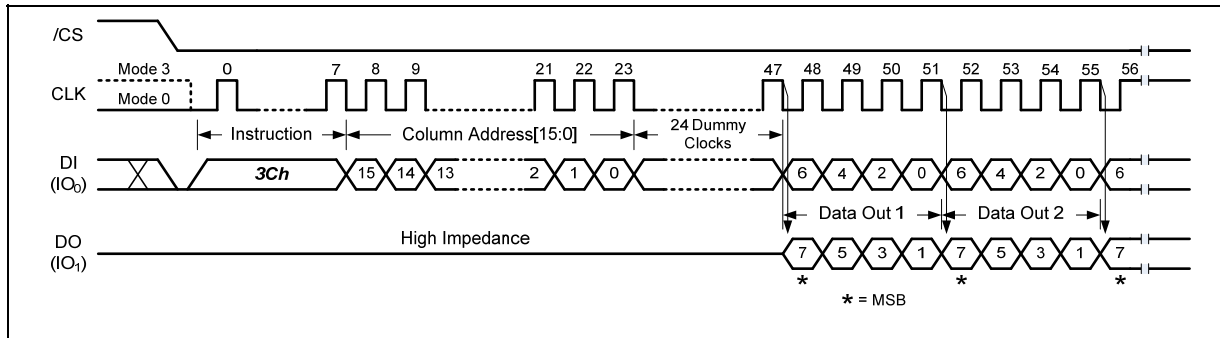 /CS
Mode 3 0 7 8 9 21 22 23 47 48 49 50 51 52 53 54 55 56
CLK
Mode 0
Instruction Column Address[15:0] 24 Dummy
Clocks
DI
(IO0) 3Ch 15 14 13 2 1 0 6 4 2 0 6 4 2 0 6
Data Out 1 Data Out 2
High Impedance
DO
(IO1) 7 5 3 1 7 5 3 1 7
* * *
* = MSB